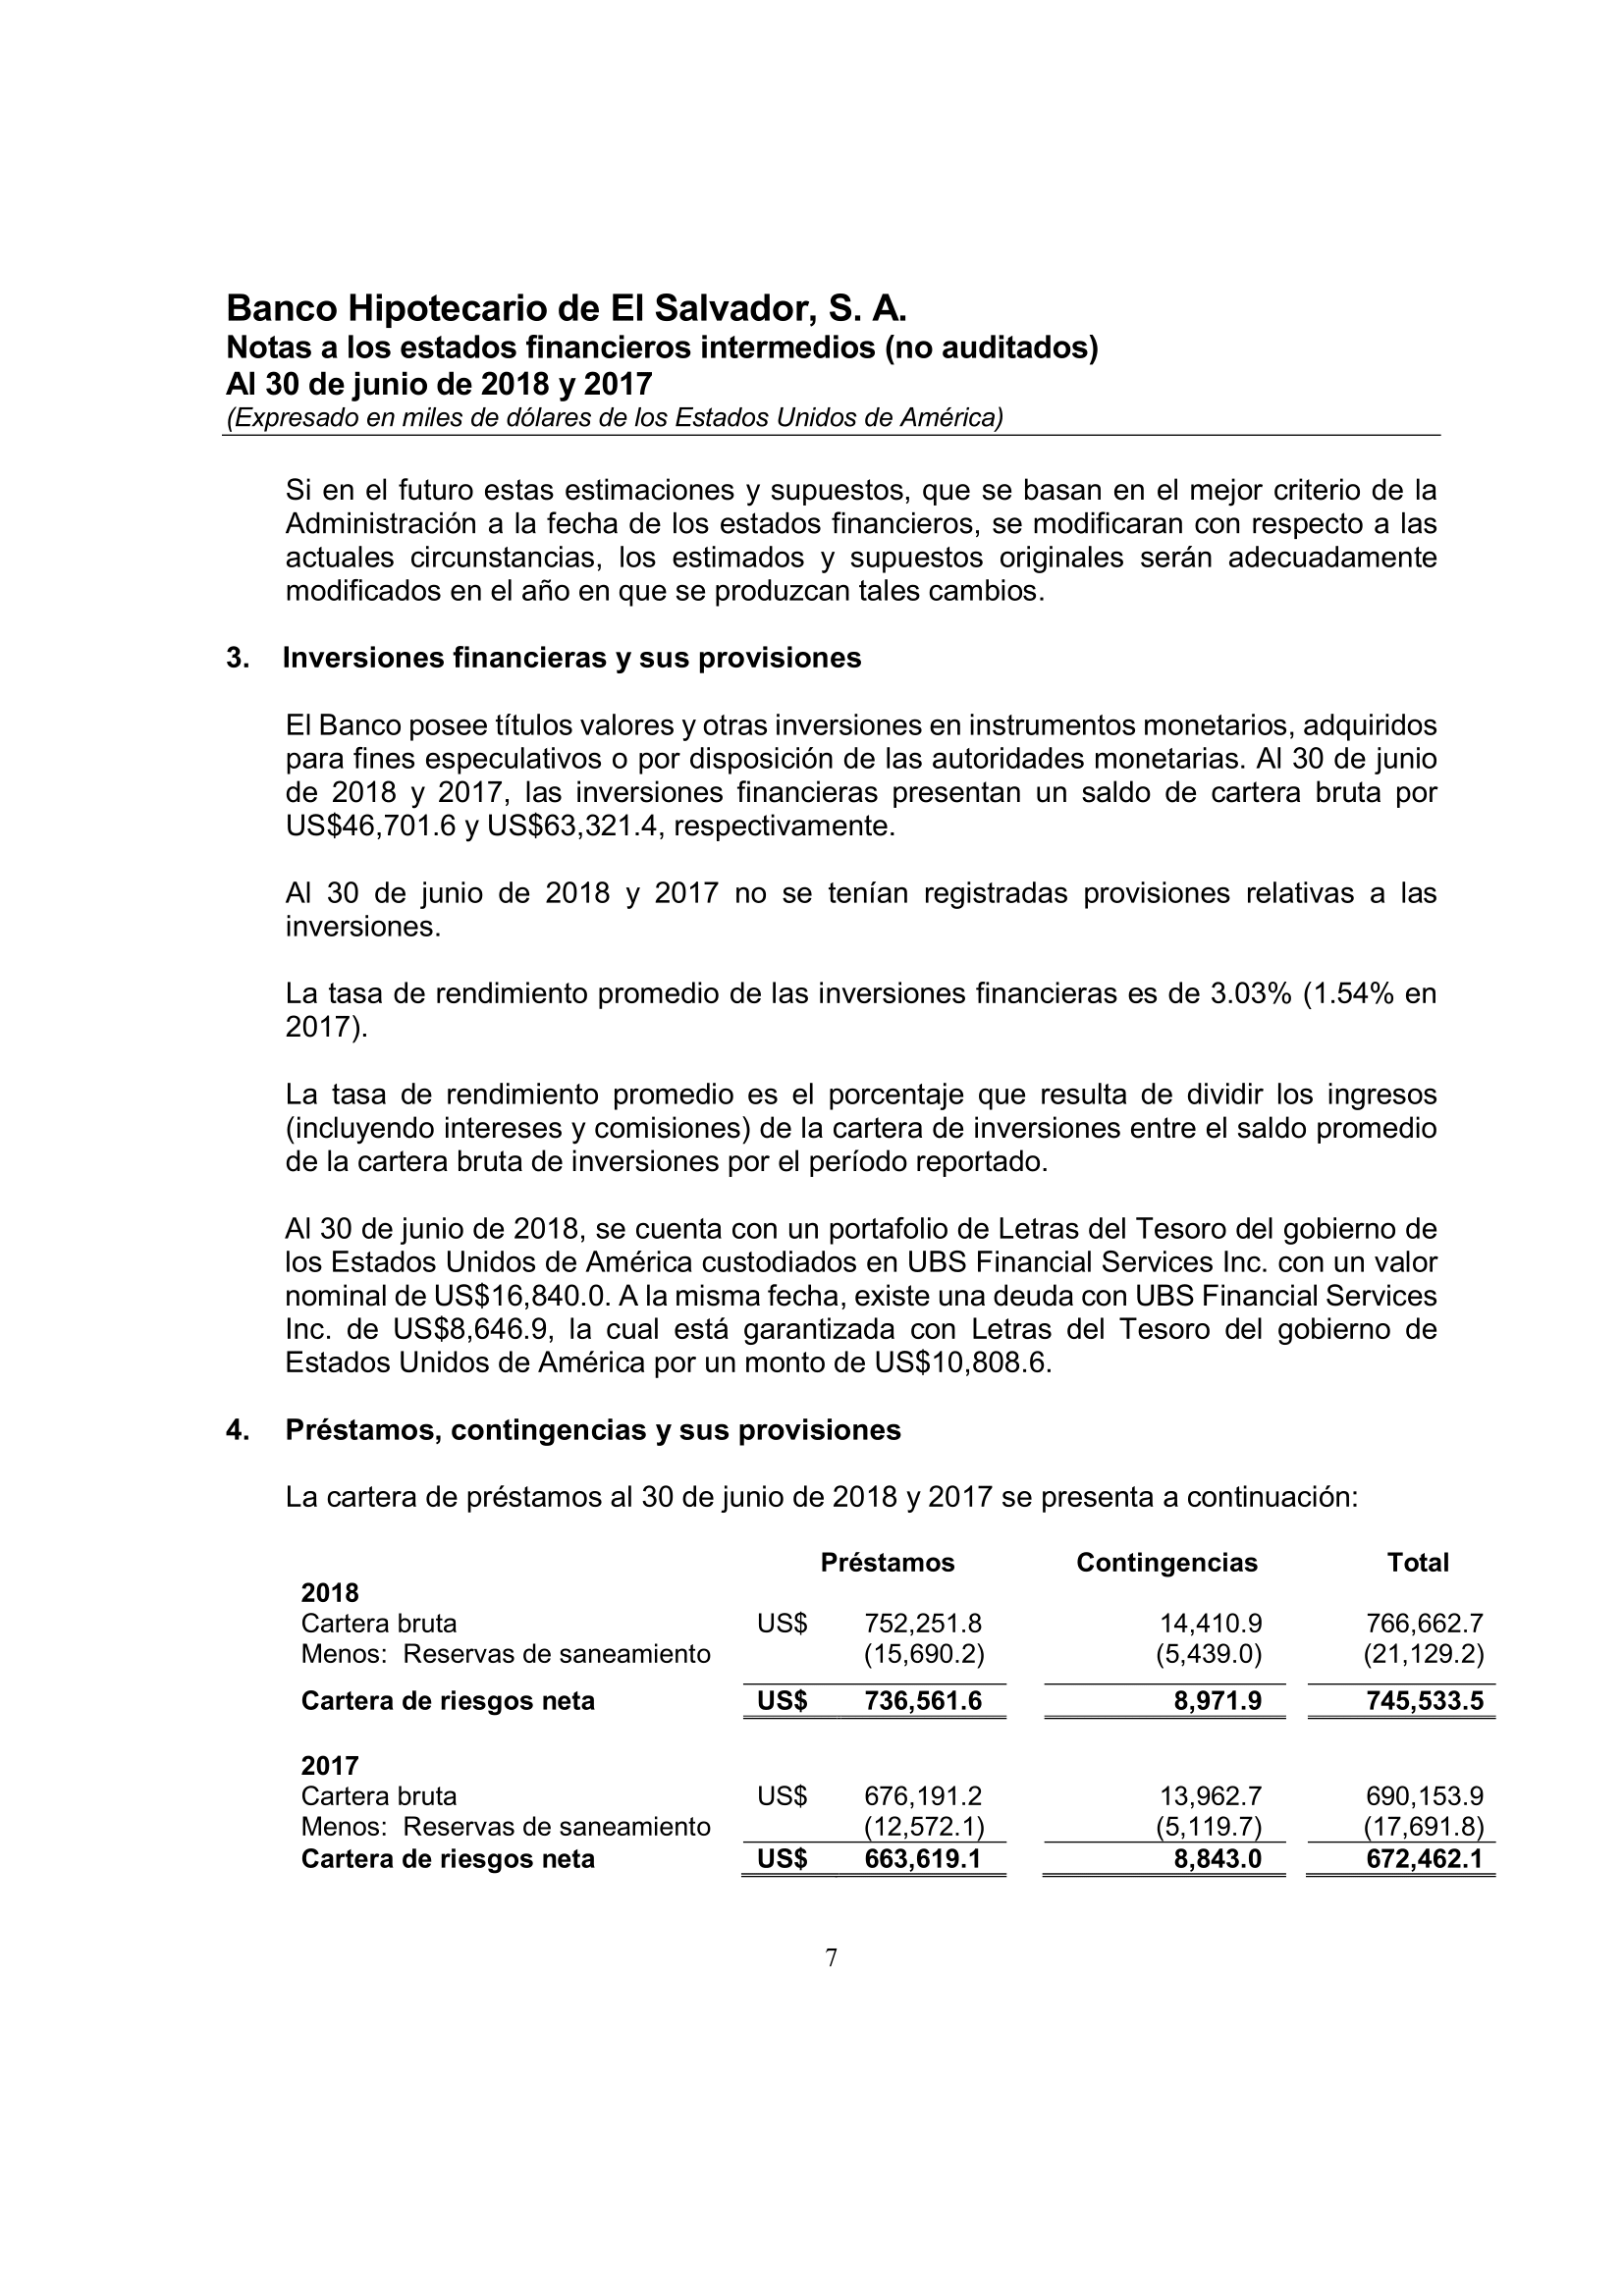 Banco Hipotecario de El Salvador, S. A.
Notas a los estados financieros intermedios (no auditados)
Al 30 de junio de 2018 y 2017
(Expresado en miles de dólares de los Estados Unidos de América)
Si en el futuro estas estimaciones y supuestos, que se basan en el mejor criterio de la
Administración a la fecha de los estados financieros, se modificaran con respecto a las
actuales circunstancias, los estimados y supuestos originales serán adecuadamente
modificados en el año en que se produzcan tales cambios.
3. Inversiones financieras y sus provisiones
El Banco posee títulos valores y otras inversiones en instrumentos monetarios, adquiridos
para fines especulativos o por disposición de las autoridades monetarias. Al 30 de junio
de 2018 y 2017, las inversiones financieras presentan un saldo de cartera bruta por
US$46,701.6 y US$63,321.4, respectivamente.
Al 30 de junio de 2018 y 2017 no se tenían registradas provisiones relativas a las
inversiones.
La tasa de rendimiento promedio de las inversiones financieras es de 3.03% (1.54% en
2017).
La tasa de rendimiento promedio es el porcentaje que resulta de dividir los ingresos
(incluyendo intereses y comisiones) de la cartera de inversiones entre el saldo promedio
de la cartera bruta de inversiones por el período reportado.
Al 30 de junio de 2018, se cuenta con un portafolio de Letras del Tesoro del gobierno de
los Estados Unidos de América custodiados en UBS Financial Services Inc. con un valor
nominal de US$16,840.0. A la misma fecha, existe una deuda con UBS Financial Services
Inc. de US$8,646.9, la cual está garantizada con Letras del Tesoro del gobierno de
Estados Unidos de América por un monto de US$10,808.6.
4. Préstamos, contingencias y sus provisiones
La cartera de préstamos al 30 de junio de 2018 y 2017 se presenta a continuación:
Préstamos Contingencias Total
2018
Cartera bruta US$ 752,251.8 14,410.9 766,662.7
Menos: Reservas de saneamiento (15,690.2) (5,439.0) (21,129.2)
Cartera de riesgos neta US$ 736,561.6 8,971.9 745,533.5
2017
Cartera bruta US$ 676,191.2 13,962.7 690,153.9
Menos: Reservas de saneamiento (12,572.1) (5,119.7) (17,691.8)
Cartera de riesgos neta US$ 663,619.1 8,843.0 672,462.1
7